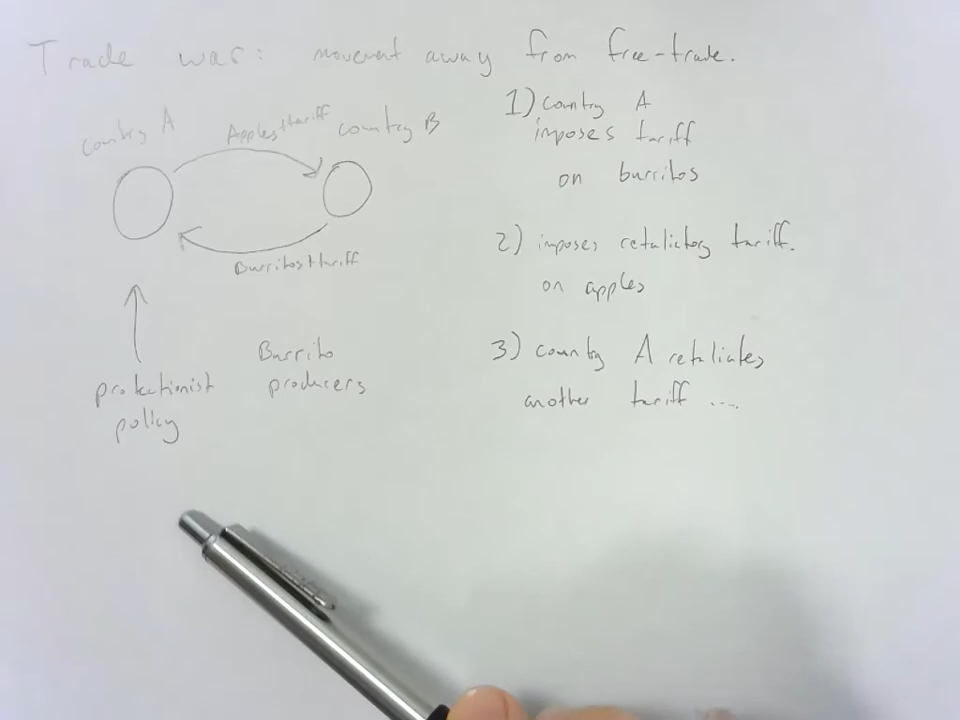 Trade war: movement away from free-trade.
country A
Apples+tariff
country B
Burritos+tariff
protectionist
policy
Burrito
producers
1) country A
imposes tariff
on burritos
2) imposes retaliatory tariff.
on apples
3) country A retaliates
another tariff ....